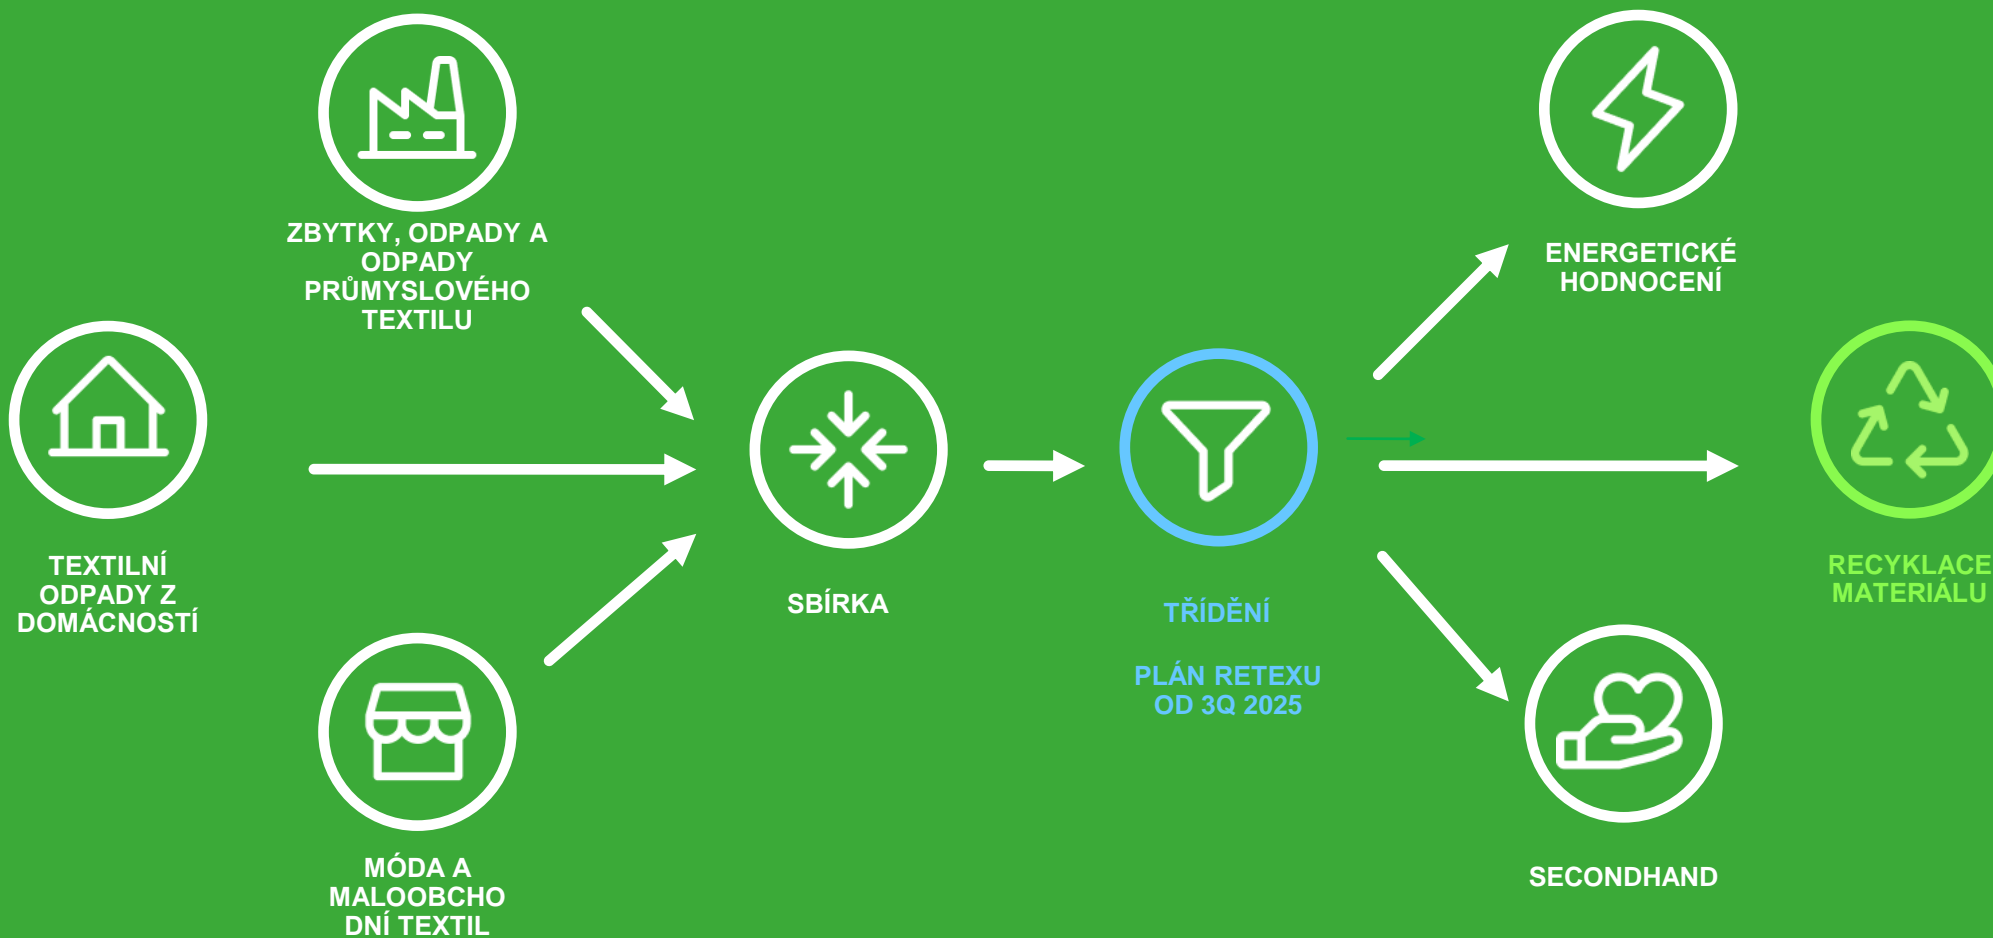 ZBYTKY, ODPADY A
ODPADY
PRŮMYSLOVÉHO
TEXTILU
ENERGETICKÉ
HODNOCENÍ
TEXTILNÍ
ODPADY Z
DOMÁCNOSTÍ
SBÍRKA
TŘÍDĚNÍ
PLÁN RETEXU
OD 3Q 2025
RECYKLACE
MATERIÁLU
MÓDA A
MALOOBCHO
DNÍ TEXTIL
SECONDHAND